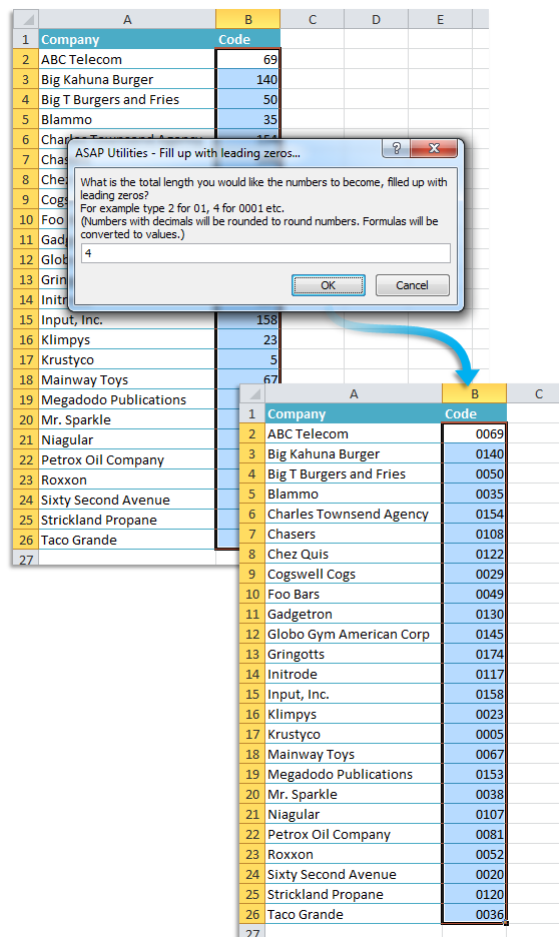 A B C D E
1 Company Code
2 ABC Telecom 69
3 Big Kahuna Burger 140
4 Big T Burgers and Fries 50
5 Blammo 35
6
7
8
9
10 Foo
11
12
13
14
ASAP Utilities - Fill up with leading zeros...
What is the total length you would like the numbers to become, filled up with
leading zeros?
For example type 2 for 01, 4 for 0001 etc.
(Numbers with decimals will be rounded to round numbers. Formulas will be
converted to values.)
4
OK Cancel
15 Input, Inc. 158
16 Klimpys 23
17 Krustyco 5
18 Mainway Toys 67
19 Megadodo Publications
20 Mr. Sparkle
21 Niagular
22 Petrox Oil Company
23 Roxxon
24 Sixty Second Avenue
25 Strickland Propane
26 Taco Grande
27
A B C
1 Company Code
2 ABC Telecom 0069
3 Big Kahuna Burger 0140
4 Big T Burgers and Fries 0050
5 Blammo 0035
6 Charles Townsend Agency 0154
7 Chasers 0108
8 Chez Quis 0122
9 Cogswell Cogs 0029
10 Foo Bars 0049
11 Gadgetron 0130
12 Globo Gym American Corp 0145
13 Gringotts 0174
14 Initrode 0117
15 Input, Inc. 0158
16 Klimpys 0023
17 Krustyco 0005
18 Mainway Toys 0067
19 Megadodo Publications 0153
20 Mr. Sparkle 0038
21 Niagular 0107
22 Petrox Oil Company 0081
23 Roxxon 0052
24 Sixty Second Avenue 0020
25 Strickland Propane 0120
26 Taco Grande 0036
27